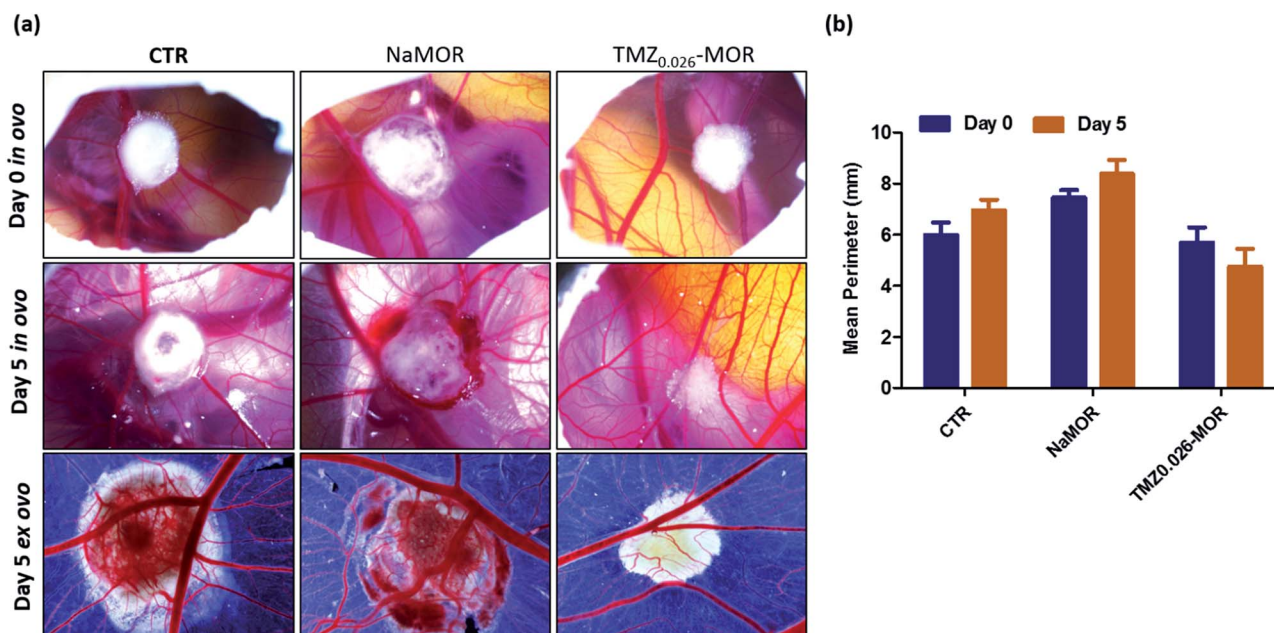 (a)
CTR
NaMOR
TMZ0.026-MOR
Day 0 in ovo
Day 5 in ovo
Day 5 ex ovo
(b)
Day 0
Day 5
Mean Perimeter (mm)
10
8
6
4
2
0
CTR
NaMOR
TMZ0.026-MOR